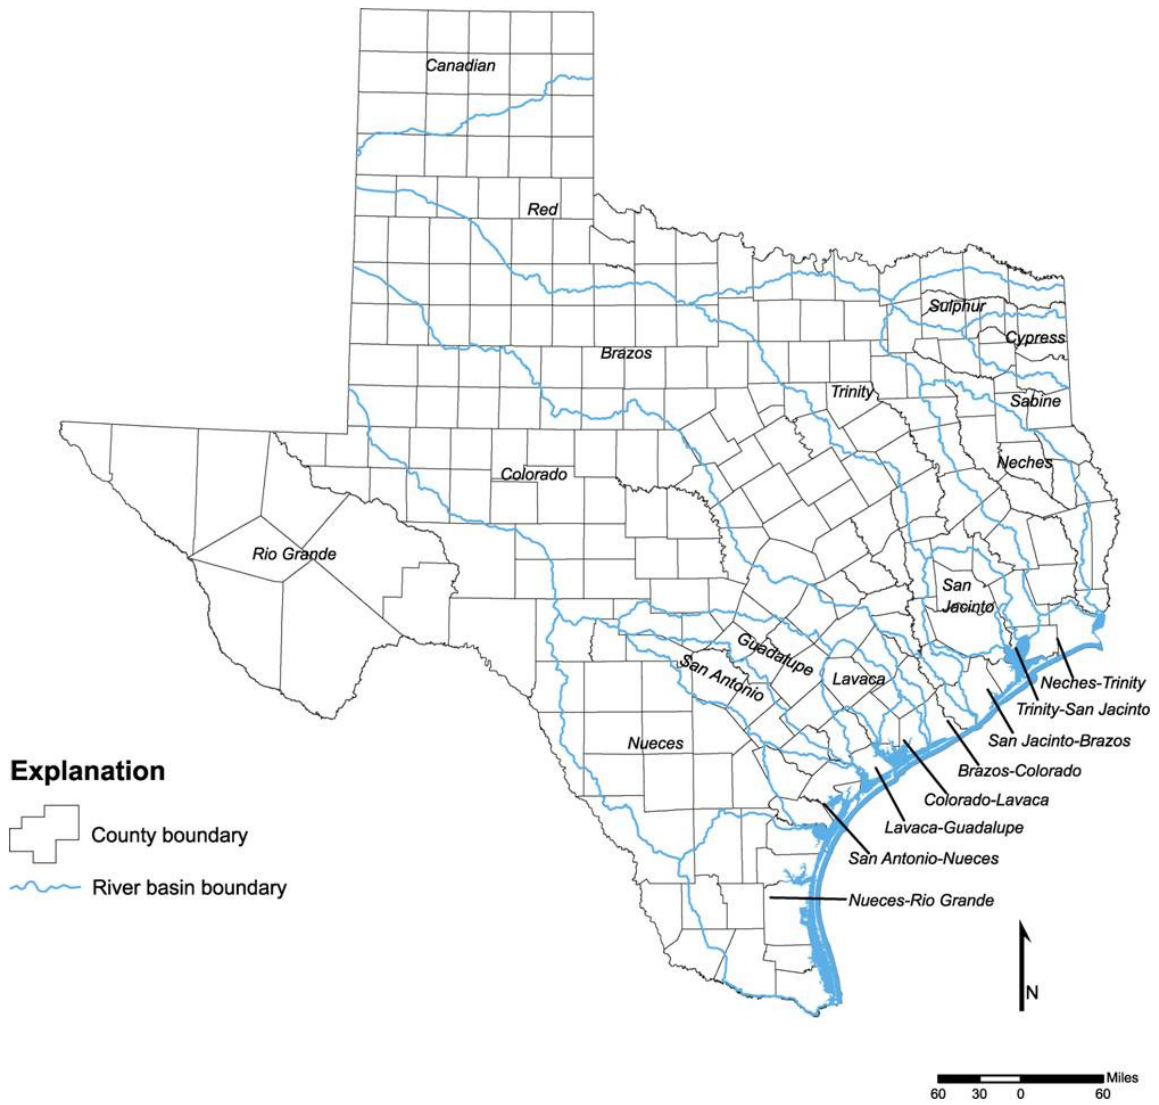 Canadian
Red
Sulphur
Cypress
Brazos
Trinity
Sabine
Neches
Colorado
Rio Grande
San
Jacinto
Guadalupe
San Antonio
Lavaca
Neches-Trinity
Trinity-San Jacinto
San Jacinto-Brazos
Nueces
Brazos-Colorado
Colorado-Lavaca
Lavaca-Guadalupe
San Antonio-Nueces
Nueces-Rio Grande
Explanation
County boundary
River basin boundary
N
Miles
60 30 0 60